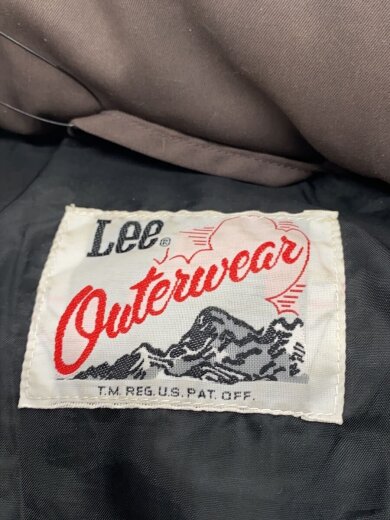 Lee®
Outerwear
T.M. REG. U.S. PAT. OFF.